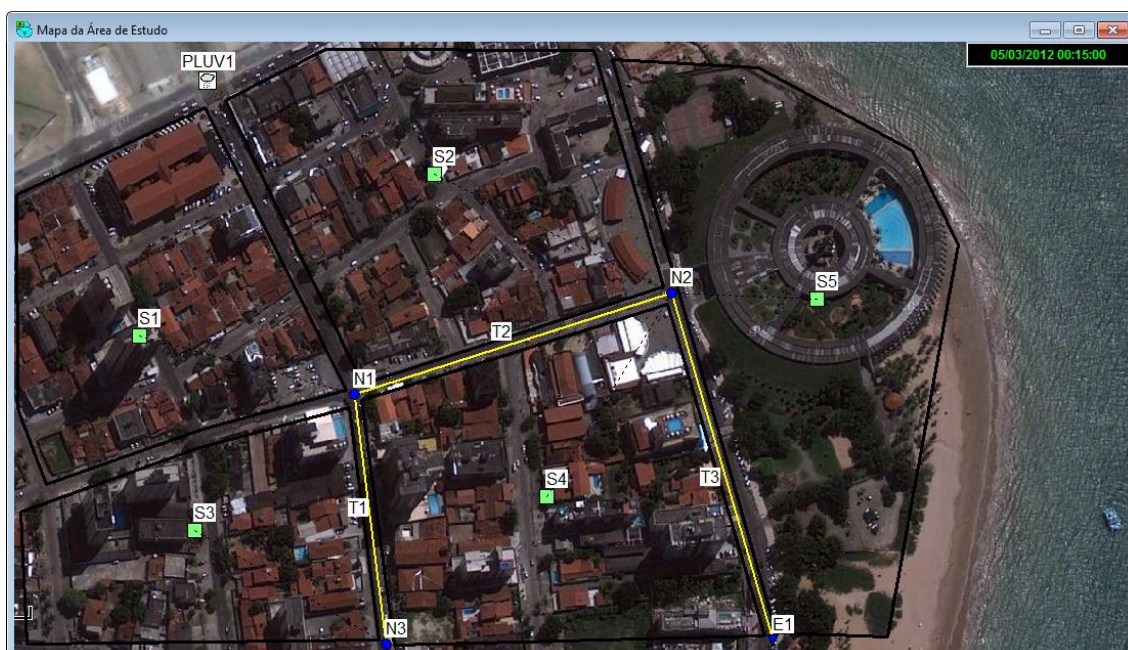 Mapa da Área de Estudo
05/03/2012 00:15:00
PLUV1
S2
N2
S5
S1
T2
N1
T3
S4
T1
S3
N3
E1